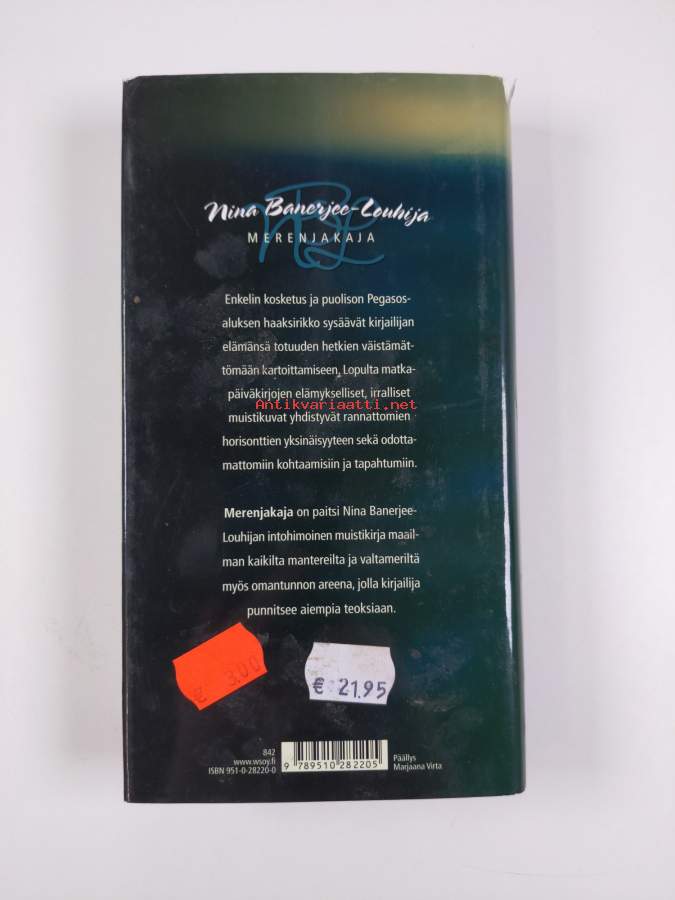 Nina Banerjee-Louhija
MERENJAKAJA
Enkelin kosketus ja puolison Pegasos-
aluksen haaksirikko sysäävät kirjailijan
elämänsä totuuden hetkien väistämät-
tömään kartoittamiseen. Lopulta matka-
päiväkirjojen elämykselliset, irralliset
Antikvariaatti.net
muistikuvat yhdistyvät rannattomien
horisonttien yksinäisyyteen sekä odotta-
mattomiin kohtaamisiin ja tapahtumiin.
Merenjakaja on paitsi Nina Banerjee-
Louhijan intohimoinen muistikirja maail-
man kaikilta mantereilta ja valtameriltä
myös omantunnon areena, jolla kirjailija
punnitsee aiempia teoksiaan.
€ 3.00
€ 21.95
842
www.wsoy.fi
ISBN 951-0-28220-0
9 789510 282205
Päällys
Marjaana Virta